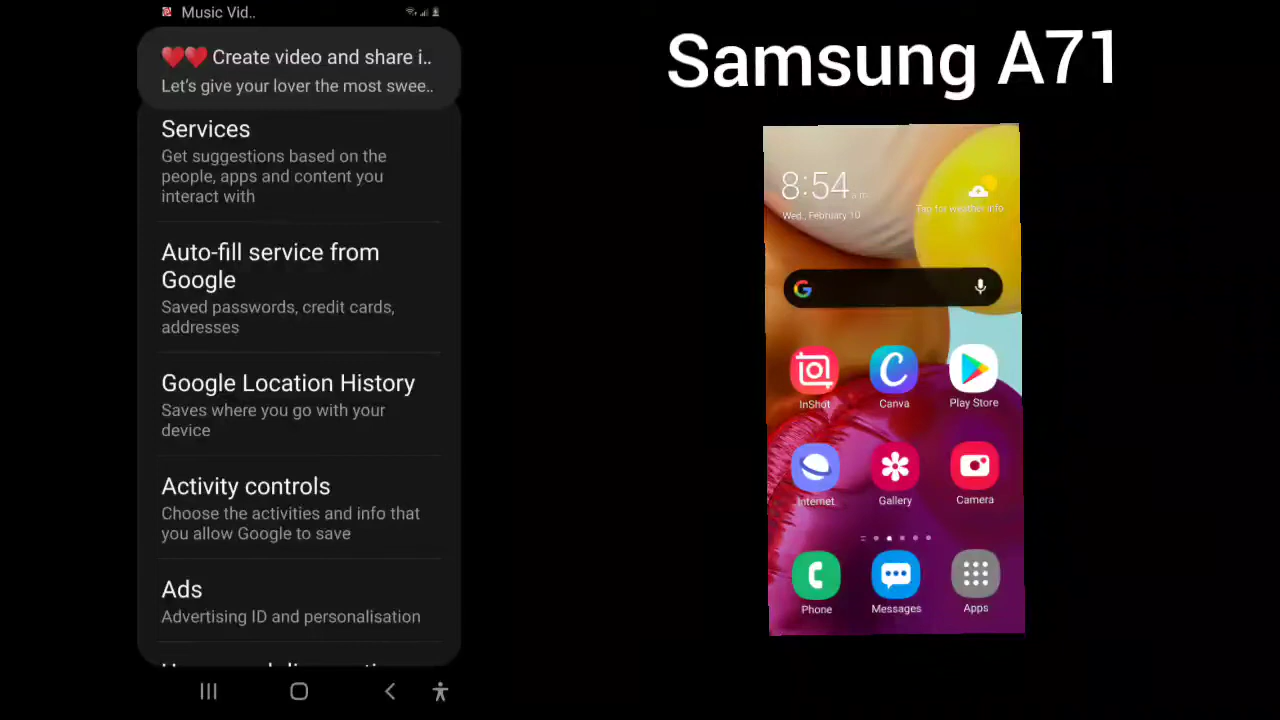 Music Vid..
❤❤ Create video and share i..
Let's give your lover the most swee..
Services
Get suggestions based on the
people, apps and content you
interact with
Auto-fill service from
Google
Saved passwords, credit cards,
addresses
Google Location History
Saves where you go with your
device
Activity controls
Choose the activities and info that
you allow Google to save
Ads
Advertising ID and personalisation
Samsung A71
8:54 a.m.
Wed., February 10
Tap for weather info
InShot
Canva
Play Store
Internet
Gallery
Camera
Phone
Messages
Apps